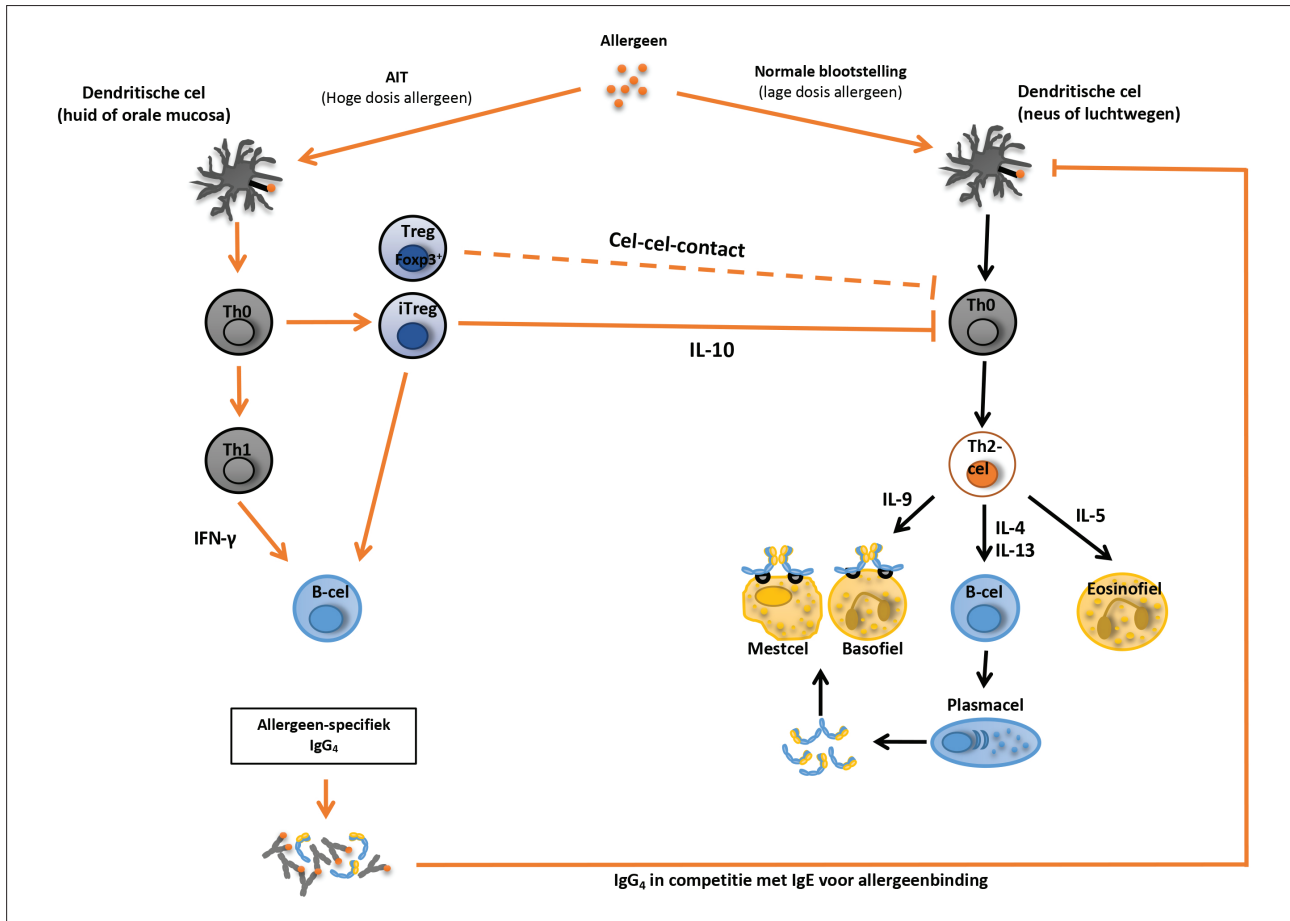 Allergeen
AIT
(Hoge dosis allergeen)
Normale blootstelling
(lage dosis allergeen)
Dendritische cel
(huid of orale mucosa)
Dendritische cel
(neus of luchtwegen)
Treg
Foxp3⁺
Cel-cel-contact
Th0
iTreg
IL-10
Th0
Th1
IFN-γ
B-cel
Th2-
cel
IL-9
IL-4
IL-13
IL-5
Mestcel
Basofiel
B-cel
Eosinofiel
Plasmacel
Allergeen-specifiek
IgG₄
IgG₄ in competitie met IgE voor allergeenbinding